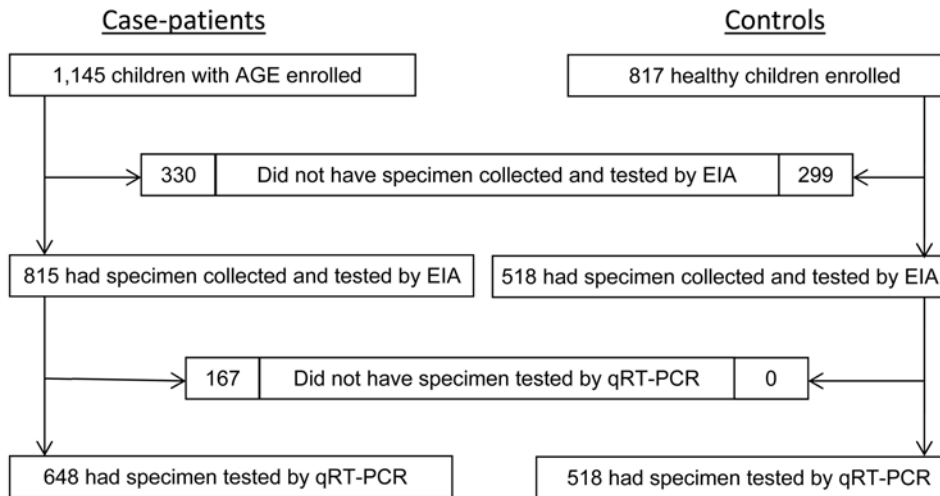 Case-patients
Controls
1,145 children with AGE enrolled
817 healthy children enrolled
330 Did not have specimen collected and tested by EIA 299
815 had specimen collected and tested by EIA
518 had specimen collected and tested by EIA
167 Did not have specimen tested by qRT-PCR 0
648 had specimen tested by qRT-PCR
518 had specimen tested by qRT-PCR